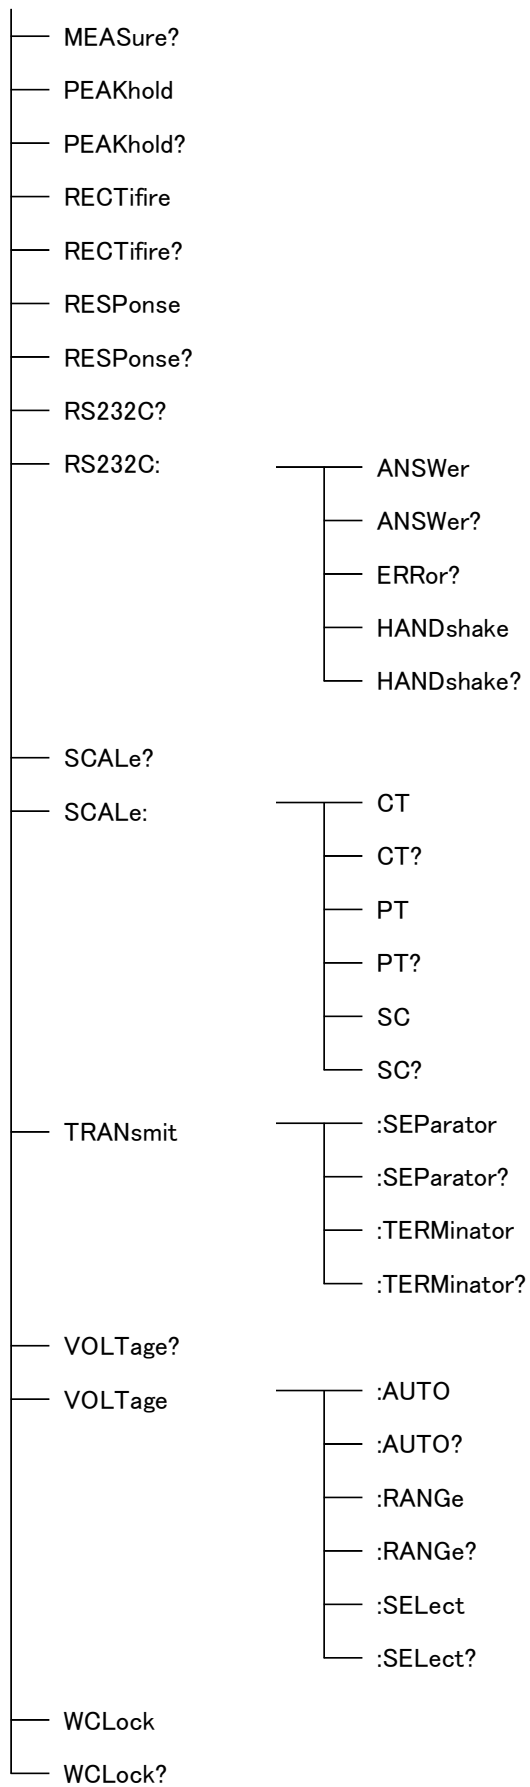 MEASure?
PEAKhold
PEAKhold?
RECTifire
RECTifire?
RESPonse
RESPonse?
RS232C?
RS232C:
ANSWer
ANSWer?
ERRor?
HANDshake
HANDshake?
SCALe?
SCALe:
CT
CT?
PT
PT?
SC
SC?
TRANsmit
:SEParator
:SEParator?
:TERMinator
:TERMinator?
VOLTage?
VOLTage
:AUTO
:AUTO?
:RANGe
:RANGe?
:SELect
:SELect?
WCLock
WCLock?